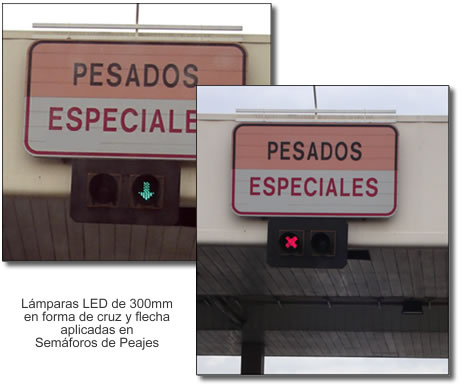 PESADOS
ESPECIALE
PESADOS
ESPECIALES
Lámparas LED de 300mm
en forma de cruz y flecha
aplicadas en
Semáforos de Peajes